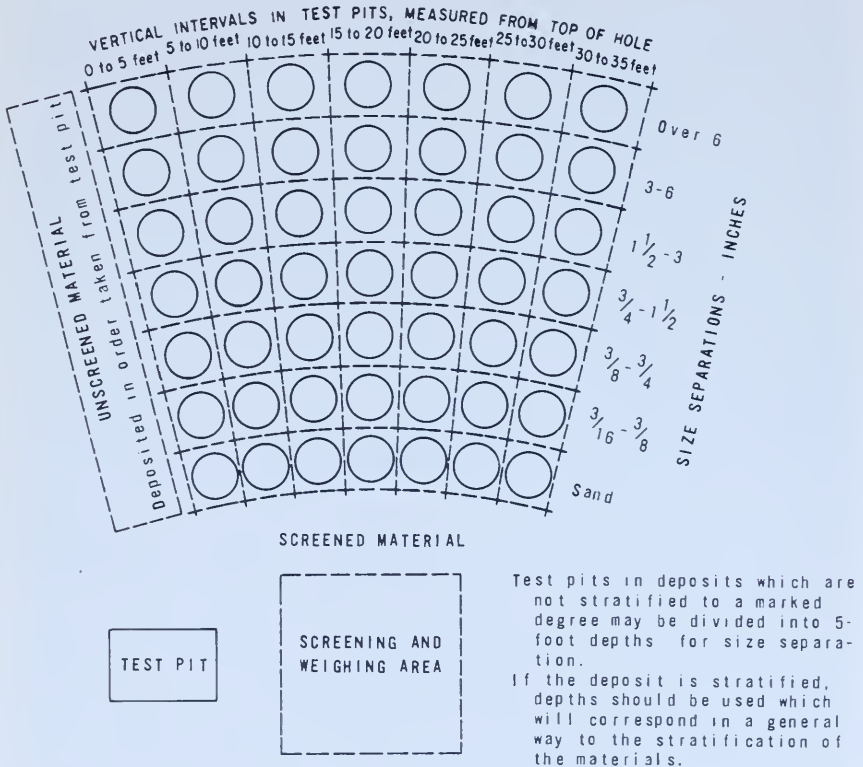 VERTICAL INTERVALS IN TEST PITS, MEASURED FROM TOP OF HOLE
0 to 5 feet 5 to 10 feet 10 to 15 feet 15 to 20 feet 20 to 25 feet 25 to 30 feet 30 to 35 feet
UNSCREENED MATERIAL
Deposited in order taken from test pit
Over 6
3-6
1 1/2 - 3
3/4 - 1 1/2
3/8 - 3/4
3/16 - 3/8
Sand
SIZE SEPARATIONS - INCHES
SCREENED MATERIAL
TEST PIT
SCREENING AND
WEIGHING AREA
Test pits in deposits which are
not stratified to a marked
degree may be divided into 5-
foot depths for size separa-
tion.
If the deposit is stratified,
depths should be used which
will correspond in a general
way to the stratification of
the materials.